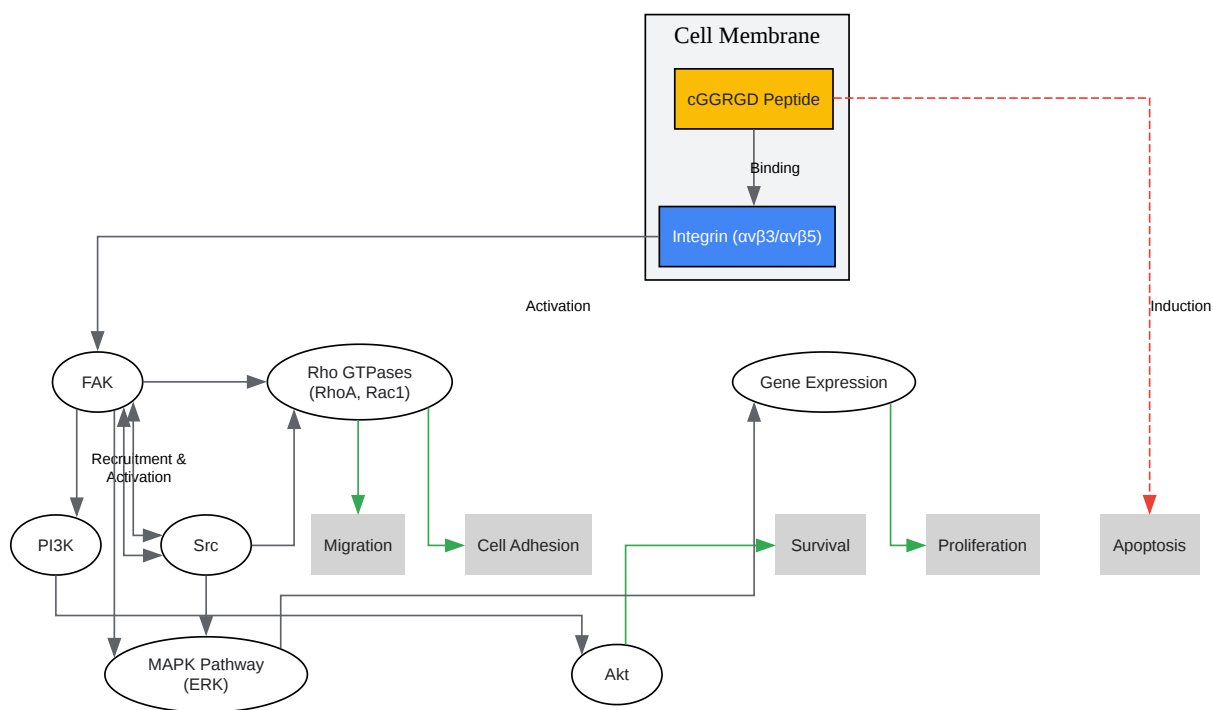 Cell Membrane
cGGRGD Peptide
Binding
Integrin (αvβ3/αvβ5)
Activation
Induction
FAK
Rho GTPases
(RhoA, Rac1)
Gene Expression
Recruitment &
Activation
PI3K
Src
Migration
Cell Adhesion
Survival
Proliferation
Apoptosis
MAPK Pathway
(ERK)
Akt